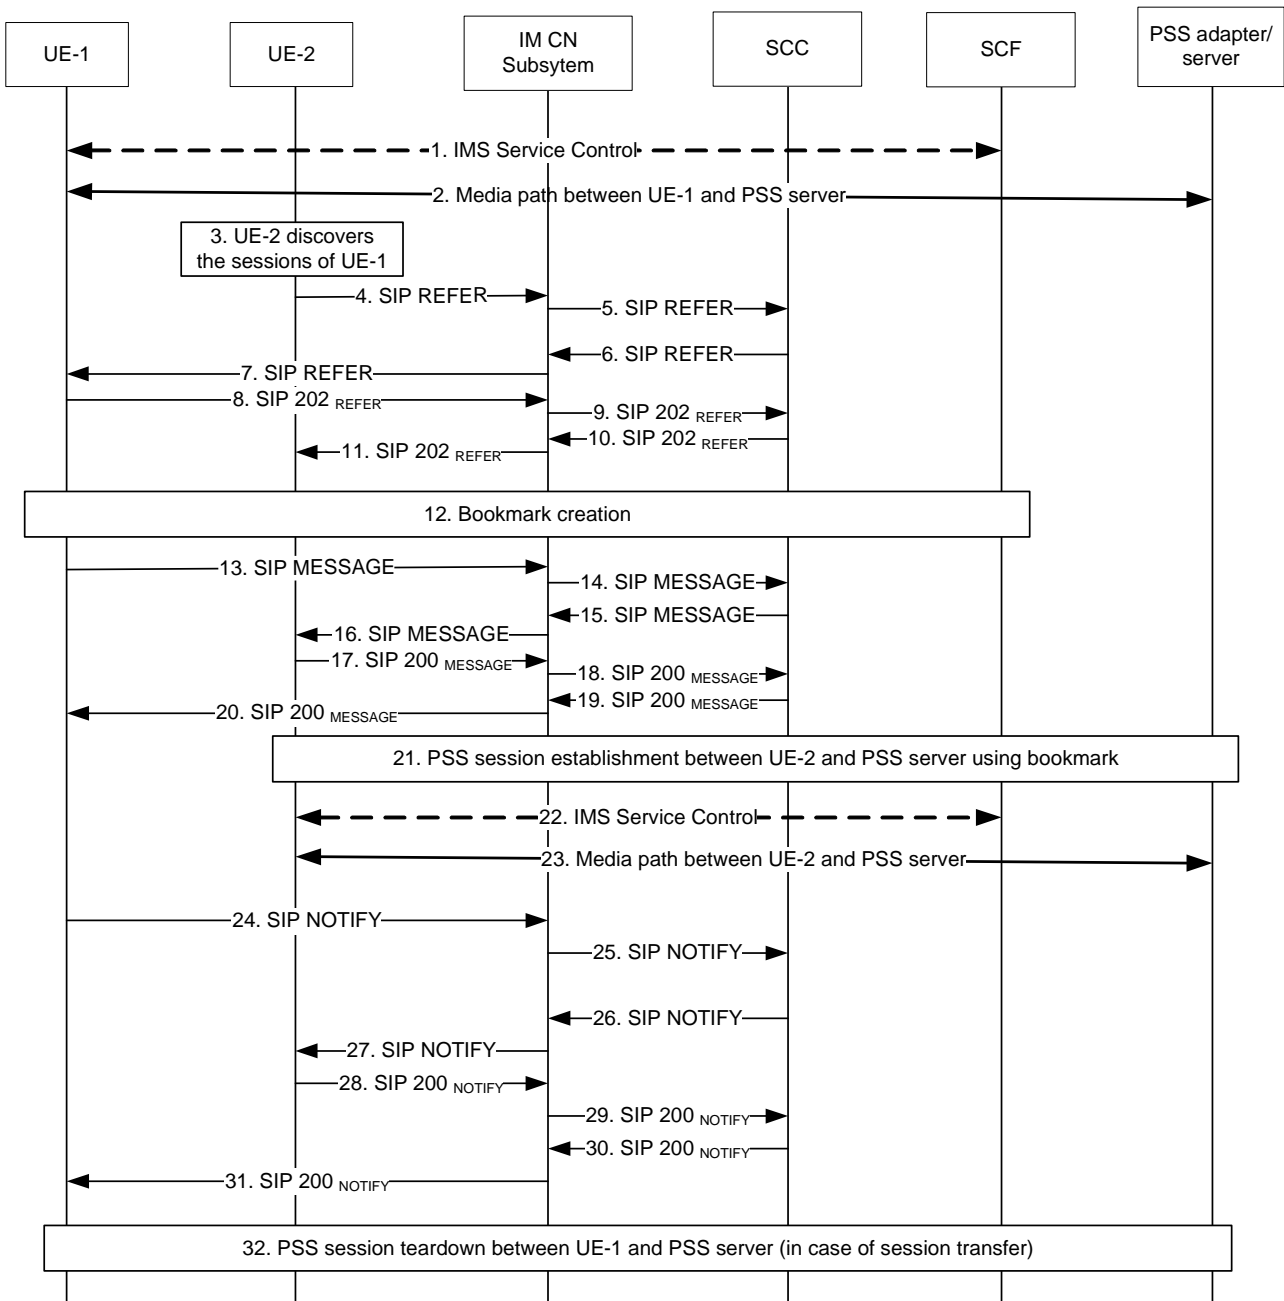 UE-1
UE-2
IM CN
Subsytem
SCC
SCF
PSS adapter/
server
1. IMS Service Control
2. Media path between UE-1 and PSS server
3. UE-2 discovers
the sessions of UE-1
4. SIP REFER
5. SIP REFER
6. SIP REFER
7. SIP REFER
8. SIP 202 REFER
9. SIP 202 REFER
10. SIP 202 REFER
11. SIP 202 REFER
12. Bookmark creation
13. SIP MESSAGE
14. SIP MESSAGE
15. SIP MESSAGE
16. SIP MESSAGE
17. SIP 200 MESSAGE
18. SIP 200 MESSAGE
19. SIP 200 MESSAGE
20. SIP 200 MESSAGE
21. PSS session establishment between UE-2 and PSS server using bookmark
22. IMS Service Control
23. Media path between UE-2 and PSS server
24. SIP NOTIFY
25. SIP NOTIFY
26. SIP NOTIFY
27. SIP NOTIFY
28. SIP 200 NOTIFY
29. SIP 200 NOTIFY
30. SIP 200 NOTIFY
31. SIP 200 NOTIFY
32. PSS session teardown between UE-1 and PSS server (in case of session transfer)